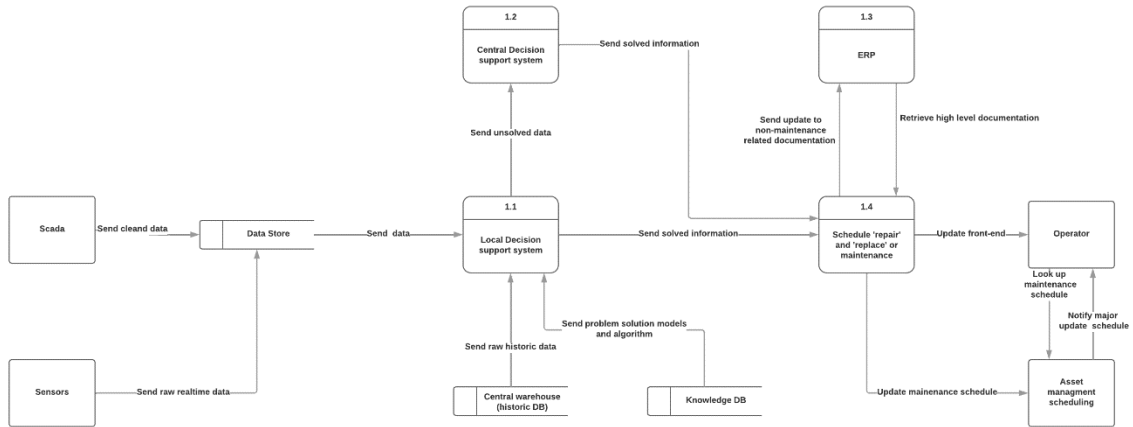 1.2
Central Decision
support system
Send solved information
1.3
ERP
Send unsolved data
Send update to
non-maintenance
related documentation
Retrieve high level documentation
Scada
Send cleand data
Data Store
Send data
1.1
Local Decision
support system
Send solved information
1.4
Schedule 'repair'
and 'replace' or
maintenance
Update front-end
Operator
Look up
maintenance
schedule
Notify major
update schedule
Send problem solution models
and algorithm
Send raw historic data
Sensors
Send raw realtime data
Central warehouse
(historic DB)
Knowledge DB
Update mainenance schedule
Asset
managment
scheduling